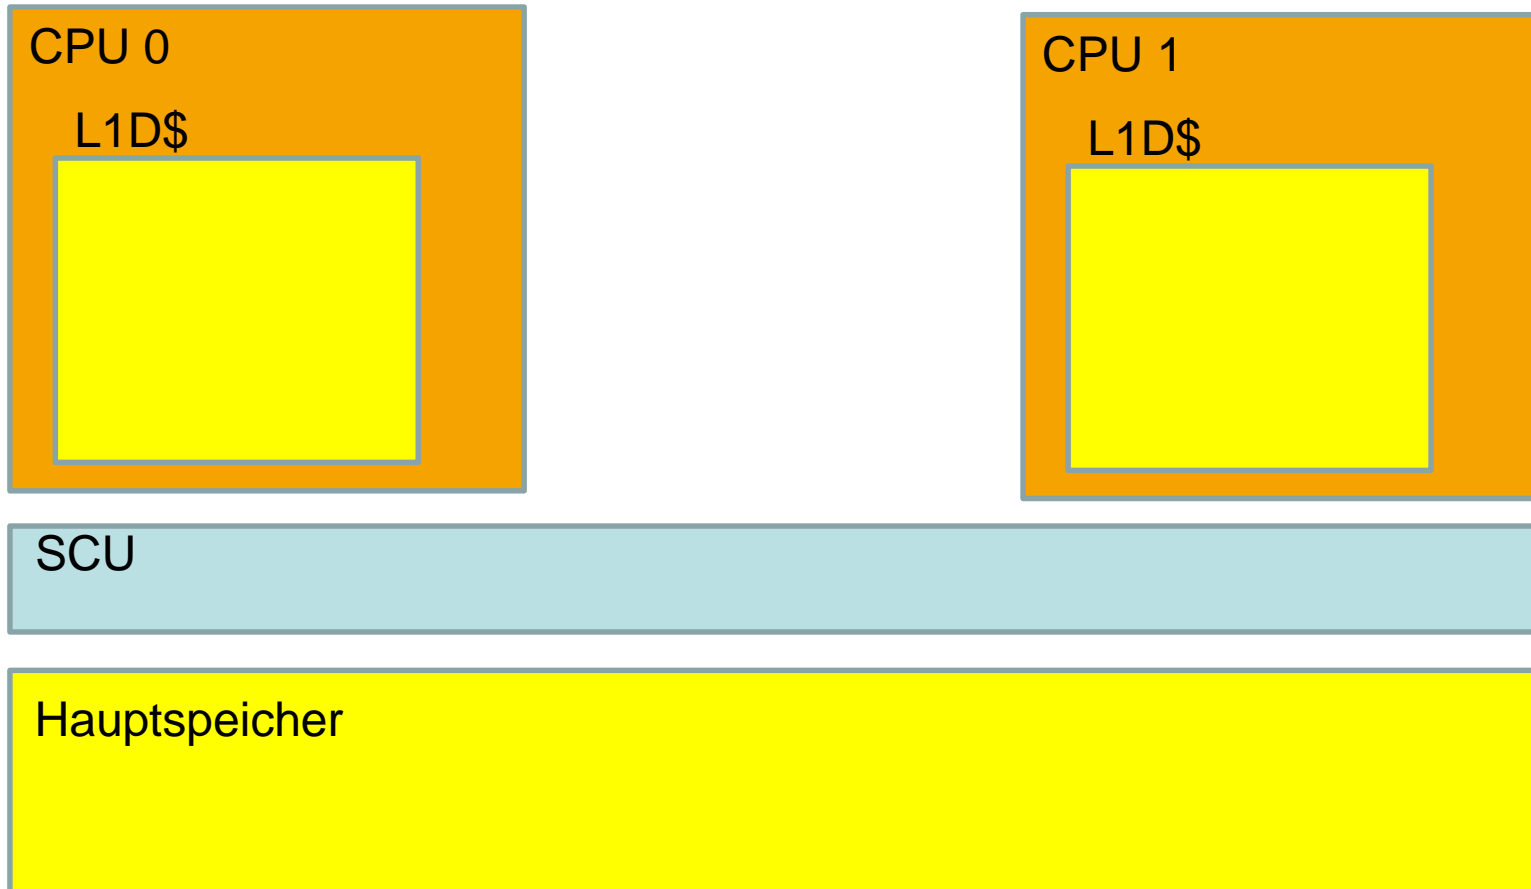 CPU 0
L1D$
CPU 1
L1D$
SCU
Hauptspeicher